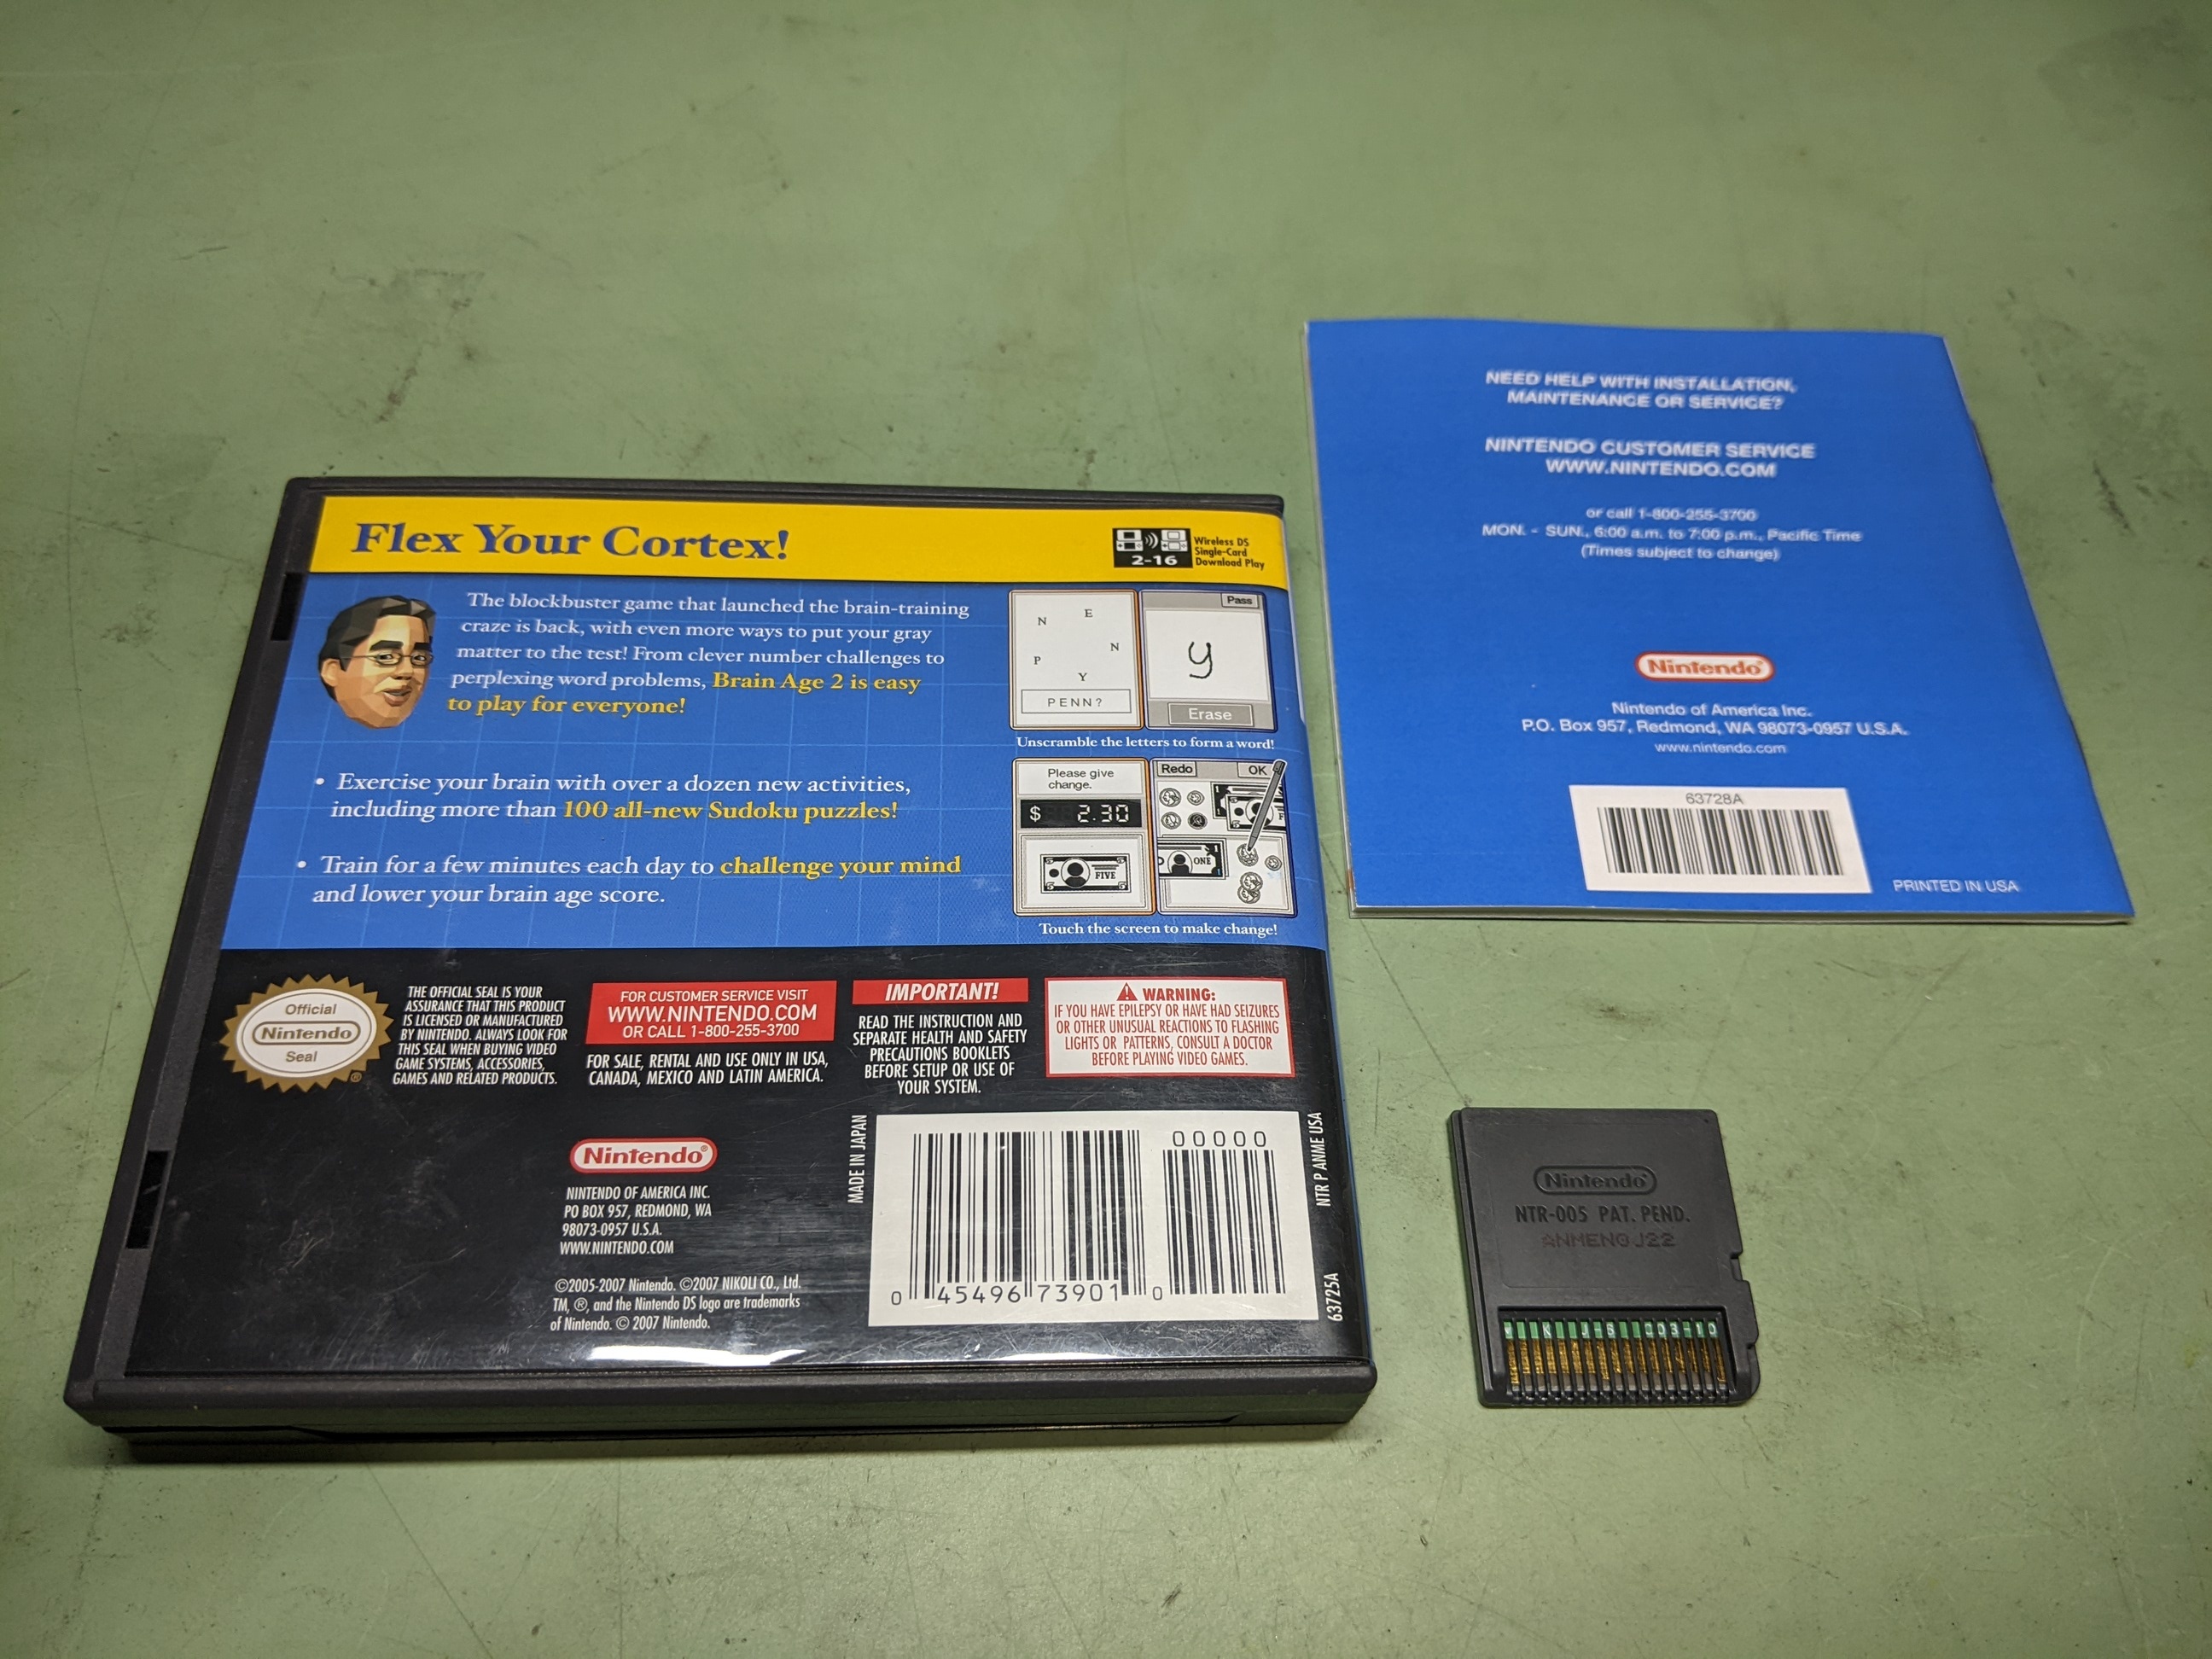 Flex Your Cortex!
2-16
Wireless DS
Single-Card
Download Play
The blockbuster game that launched the brain-training
craze is back, with even more ways to put your gray
matter to the test! From clever number challenges to
perplexing word problems, Brain Age 2 is easy
to play for everyone!
• Exercise your brain with over a dozen new activities,
including more than 100 all-new Sudoku puzzles!
• Train for a few minutes each day to challenge your mind
and lower your brain age score.
N
E
N
P
Y
PENN?
Pass
y
Erase
Unscramble the letters to form a word!
Please give
change.
$ 2.30
FIVE
Redo
OK
ONE
Touch the screen to make change!
Official
Nintendo
Seal
®
THE OFFICIAL SEAL IS YOUR
ASSURANCE THAT THIS PRODUCT
IS LICENSED OR MANUFACTURED
BY NINTENDO. ALWAYS LOOK FOR
THIS SEAL WHEN BUYING VIDEO
GAME SYSTEMS, ACCESSORIES,
GAMES AND RELATED PRODUCTS.
FOR CUSTOMER SERVICE VISIT
WWW.NINTENDO.COM
OR CALL 1-800-255-3700
FOR SALE, RENTAL AND USE ONLY IN USA,
CANADA, MEXICO AND LATIN AMERICA.
IMPORTANT!
READ THE INSTRUCTION AND
SEPARATE HEALTH AND SAFETY
PRECAUTIONS BOOKLETS
BEFORE SETUP OR USE OF
YOUR SYSTEM.
WARNING:
IF YOU HAVE EPILEPSY OR HAVE HAD SEIZURES
OR OTHER UNUSUAL REACTIONS TO FLASHING
LIGHTS OR PATTERNS, CONSULT A DOCTOR
BEFORE PLAYING VIDEO GAMES.
Nintendo®
NINTENDO OF AMERICA INC.
PO BOX 957, REDMOND, WA
98073-0957 U.S.A.
WWW.NINTENDO.COM
©2005-2007 Nintendo. ©2007 NIKOLI CO., Ltd.
TM, ®, and the Nintendo DS logo are trademarks
of Nintendo. © 2007 Nintendo.
MADE IN JAPAN
00000
0 45496 73901 0
NTR P ANME USA
63725A
NEED HELP WITH INSTALLATION,
MAINTENANCE OR SERVICE?
NINTENDO CUSTOMER SERVICE
WWW.NINTENDO.COM
or call 1-800-255-3700
MON. - SUN., 6:00 a.m. to 7:00 p.m., Pacific Time
(Times subject to change)
Nintendo
Nintendo of America Inc.
P.O. Box 957, Redmond, WA 98073-0957 U.S.A.
www.nintendo.com
63728A
PRINTED IN USA
Nintendo
NTR-005 PAT. PEND.
ANMEN0J22